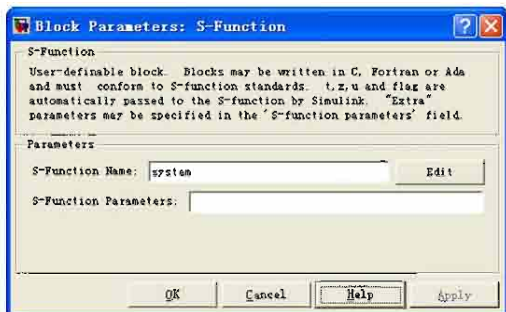 Block Parameters: S-Function
S-Function
User-definable block. Blocks may be written in C, Fortran or Ada
and must conform to S-function standards. t,x,u and flag are
automatically passed to the S-function by Simulink. "Extra"
parameters may be specified in the 'S-function parameters' field.
Parameters
S-Function Name: system Edit
S-Function Parameters:
OK Cancel Help Apply